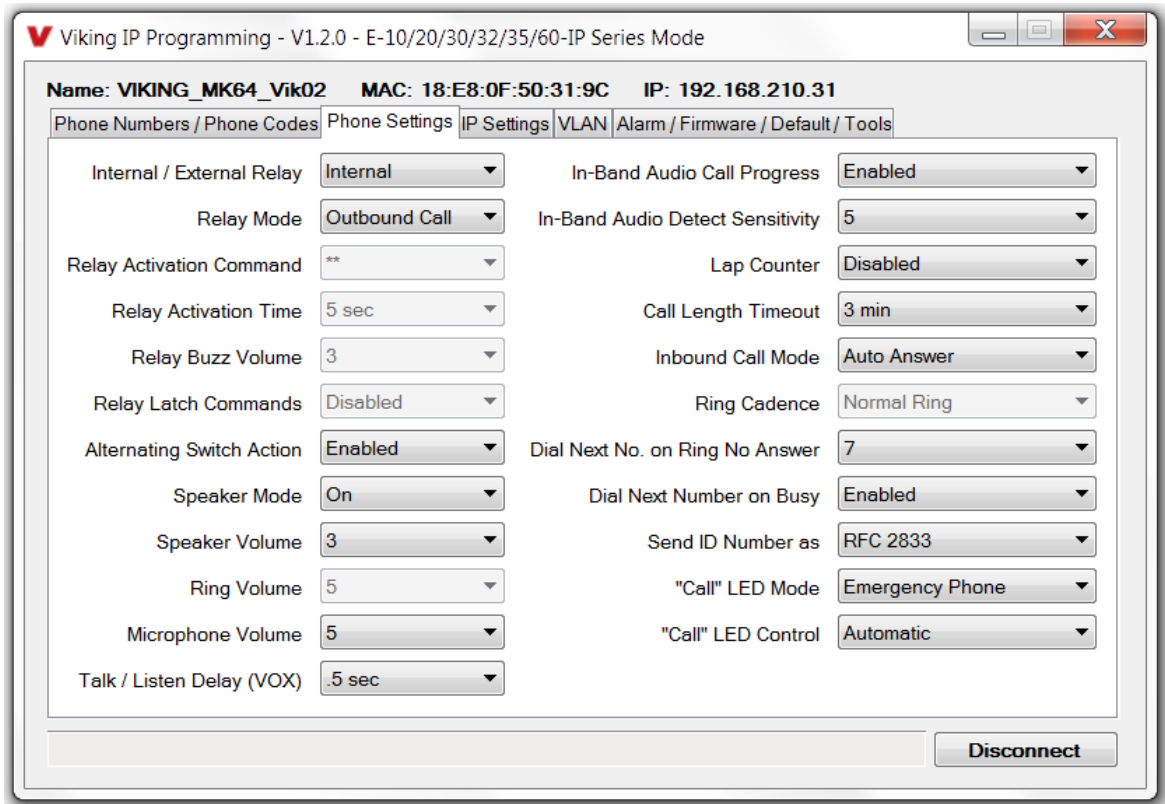 Viking IP Programming - V1.2.0 - E-10/20/30/32/35/60-IP Series Mode
Name: VIKING_MK64_Vik02 MAC: 18:E8:0F:50:31:9C IP: 192.168.210.31
Phone Numbers / Phone Codes Phone Settings IP Settings VLAN Alarm / Firmware / Default / Tools
Internal / External Relay Internal
Relay Mode Outbound Call
Relay Activation Command **
Relay Activation Time 5 sec
Relay Buzz Volume 3
Relay Latch Commands Disabled
Alternating Switch Action Enabled
Speaker Mode On
Speaker Volume 3
Ring Volume 5
Microphone Volume 5
Talk / Listen Delay (VOX) .5 sec
In-Band Audio Call Progress Enabled
In-Band Audio Detect Sensitivity 5
Lap Counter Disabled
Call Length Timeout 3 min
Inbound Call Mode Auto Answer
Ring Cadence Normal Ring
Dial Next No. on Ring No Answer 7
Dial Next Number on Busy Enabled
Send ID Number as RFC 2833
"Call" LED Mode Emergency Phone
"Call" LED Control Automatic
Disconnect